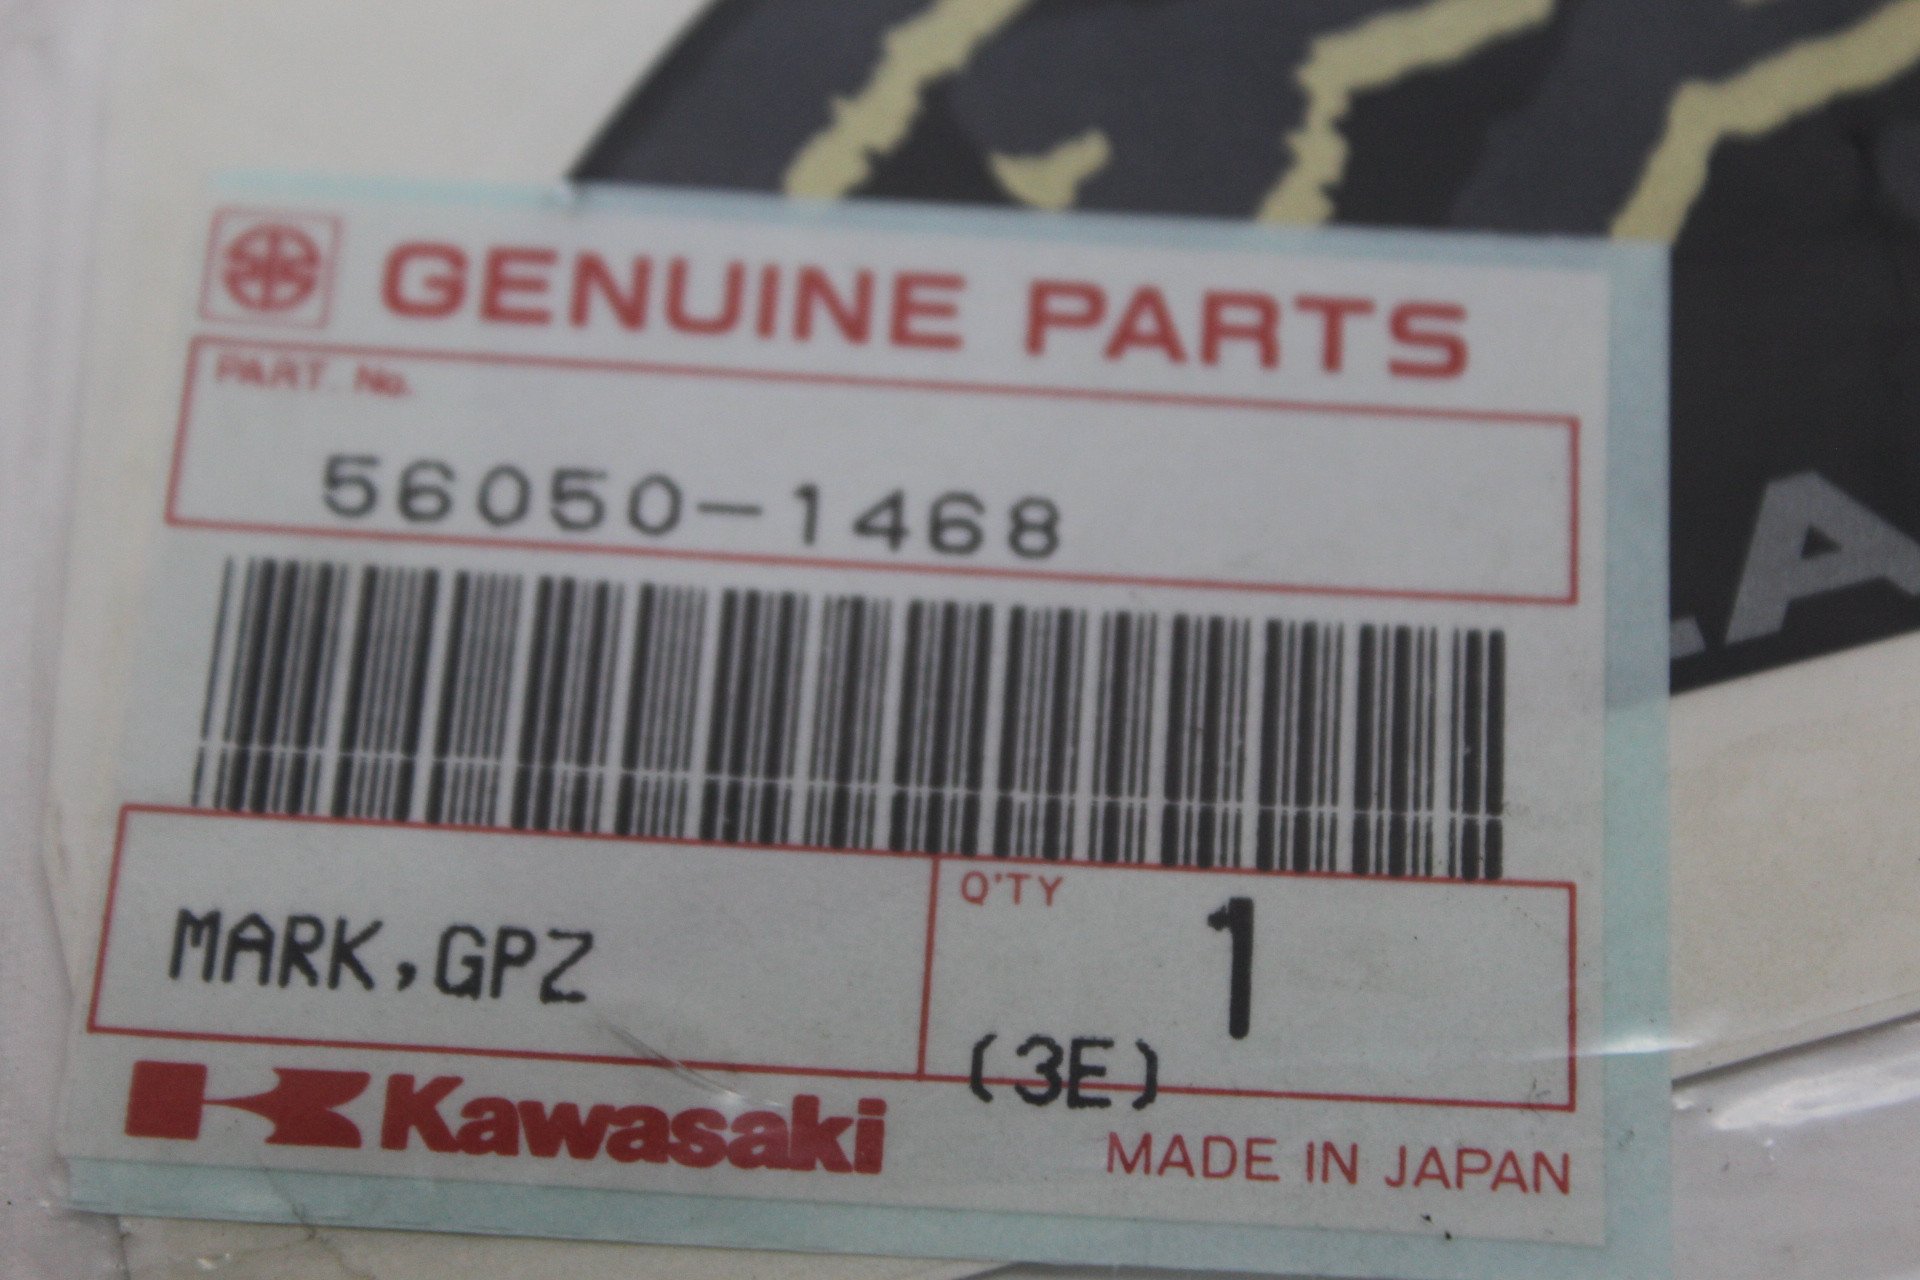 GENUINE PARTS
PART No.
56050-1468
MARK,GPZ
Q'TY
1
(3E)
Kawasaki
MADE IN JAPAN